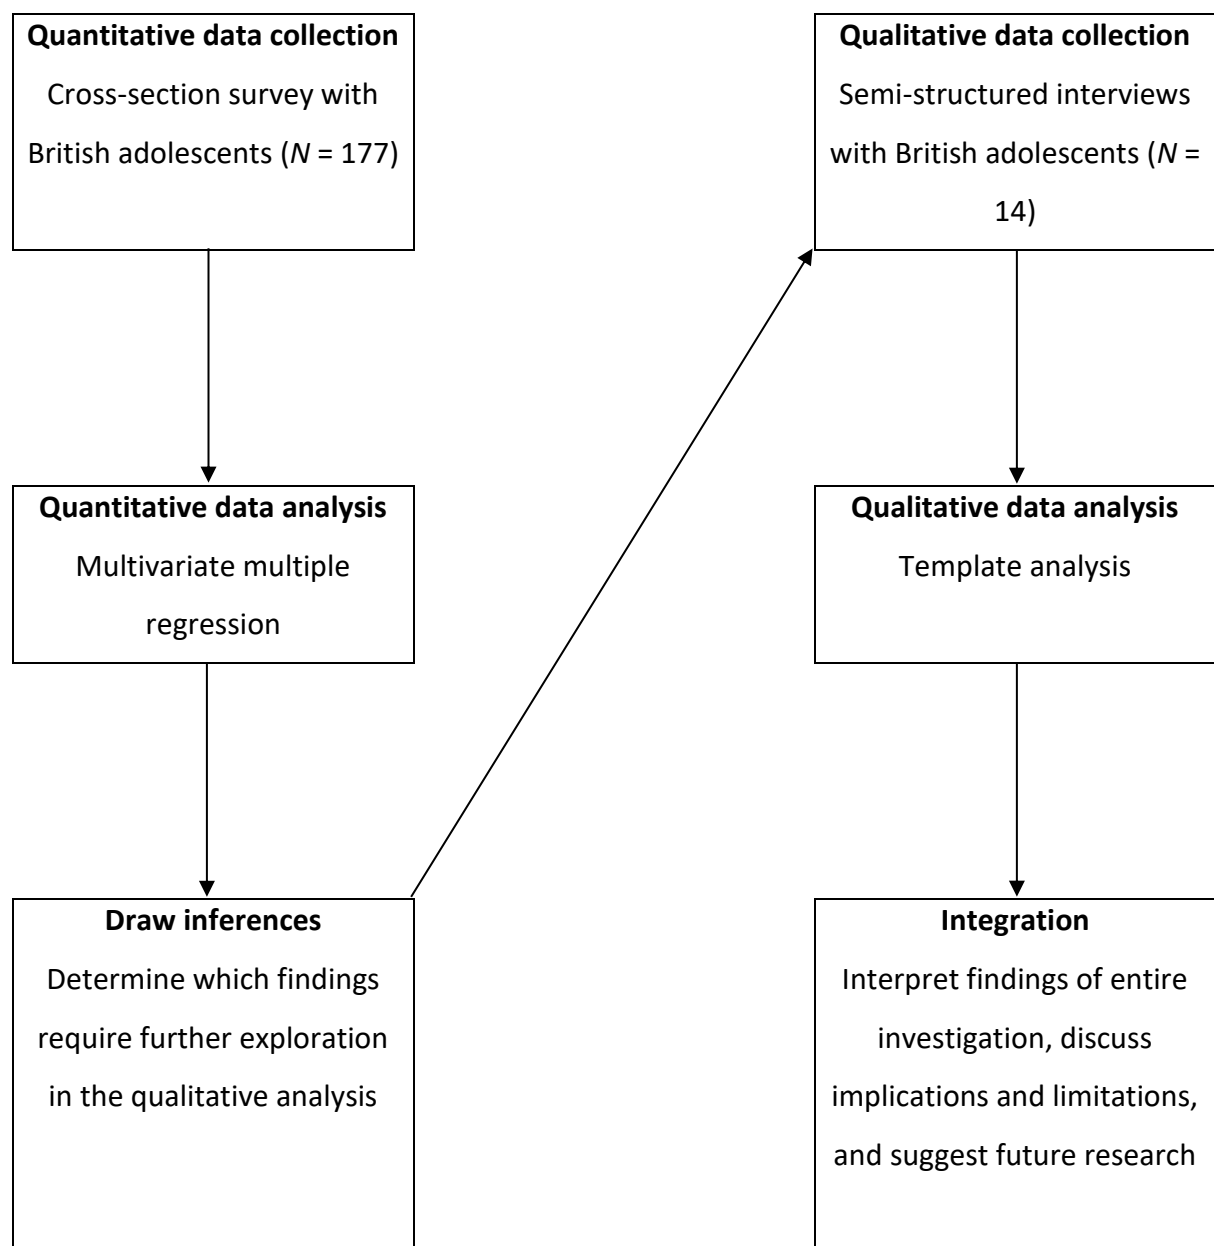 Quantitative data collection
Cross-section survey with
British adolescents (N = 177)
Quantitative data analysis
Multivariate multiple
regression
Draw inferences
Determine which findings
require further exploration
in the qualitative analysis
Qualitative data collection
Semi-structured interviews
with British adolescents (N =
14)
Qualitative data analysis
Template analysis
Integration
Interpret findings of entire
investigation, discuss
implications and limitations,
and suggest future research